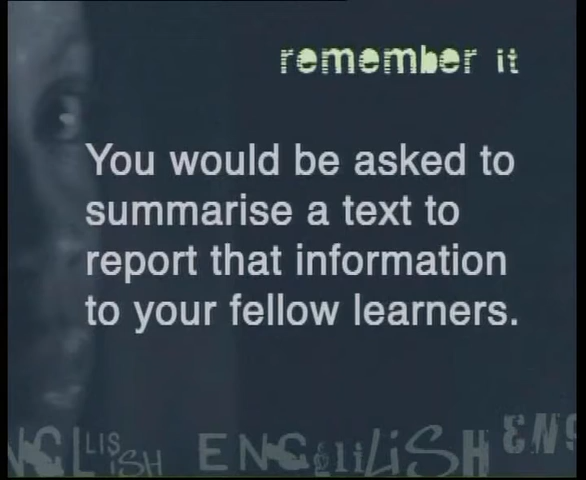 remember it
You would be asked to
summarise a text to
report that information
to your fellow learners.
ENGLISH